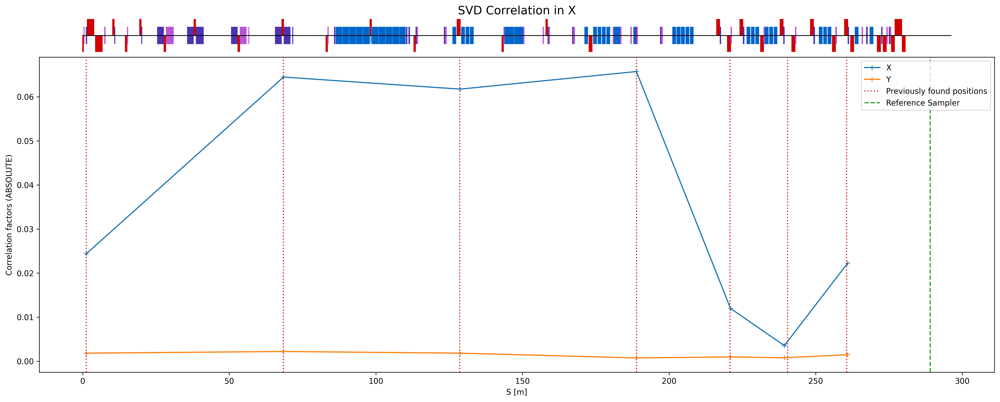 SVD Correlation in X
X
Y
Previously found positions
Reference Sampler
Correlation factors (ABSOLUTE)
0.06
0.05
0.04
0.03
0.02
0.01
0.00
0 50 100 150 200 250 300
S [m]